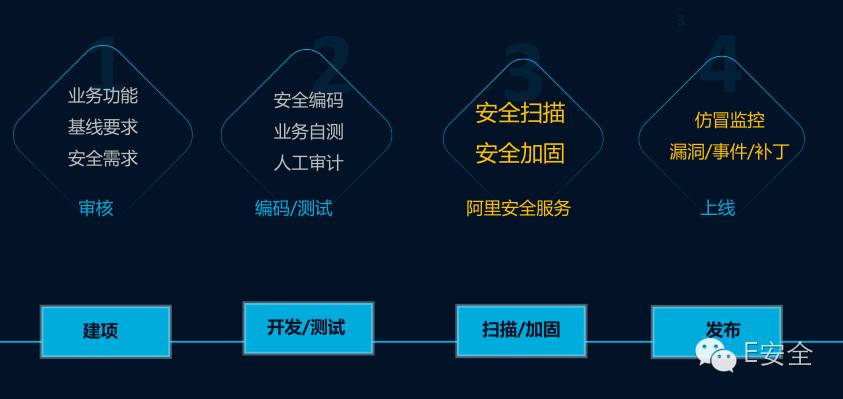 3
1
业务功能
基线要求
安全需求
审核
2
安全编码
业务自测
人工审计
编码/测试
3
安全扫描
安全加固
阿里安全服务
4
仿冒监控
漏洞/事件/补丁
上线
建项
开发/测试
扫描/加固
发布
E安全